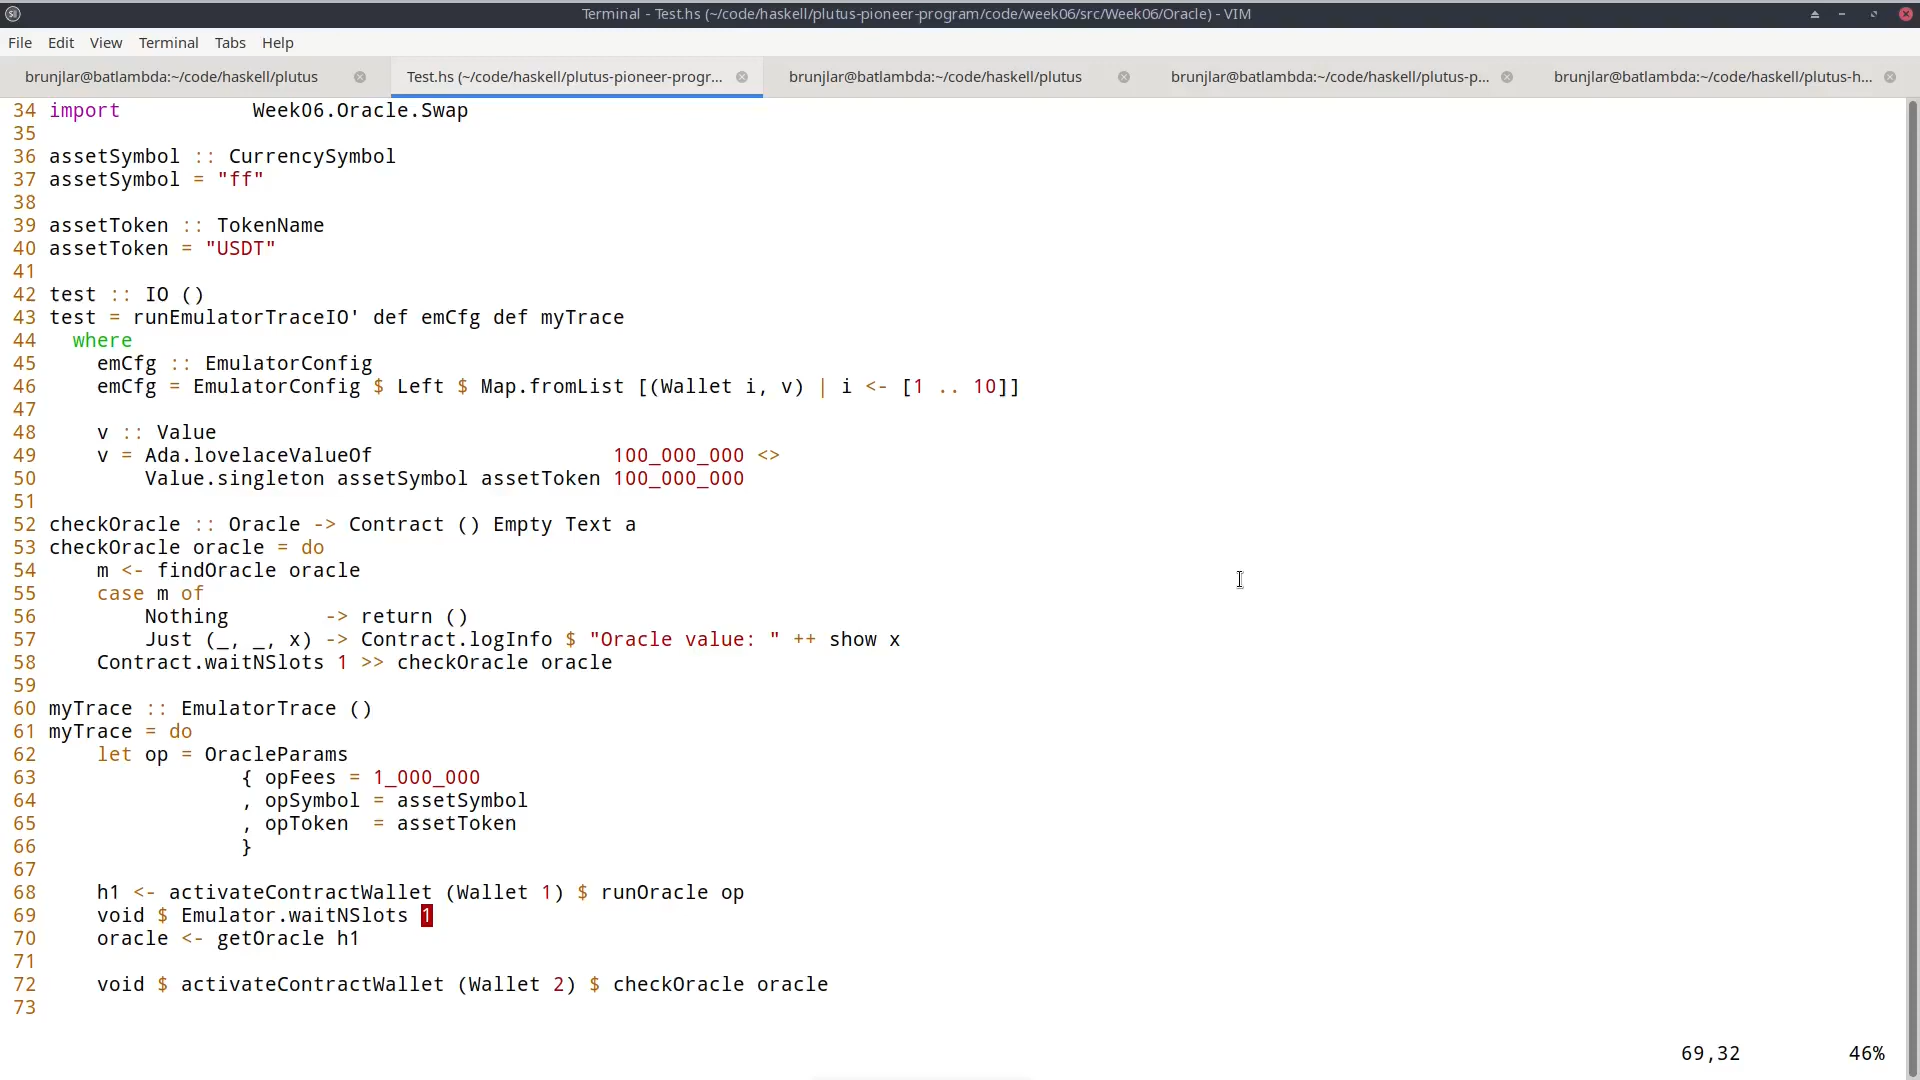 Terminal - Test.hs (~/code/haskell/plutus-pioneer-program/code/week06/src/Week06/Oracle) - VIM
File Edit View Terminal Tabs Help
brunjlar@batlambda:~/code/haskell/plutus Test.hs (~/code/haskell/plutus-pioneer-progr... brunjlar@batlambda:~/code/haskell/plutus brunjlar@batlambda:~/code/haskell/plutus-p... brunjlar@batlambda:~/code/haskell/plutus-h...
34 import           Week06.Oracle.Swap
35
36 assetSymbol :: CurrencySymbol
37 assetSymbol = "ff"
38
39 assetToken :: TokenName
40 assetToken = "USDT"
41
42 test :: IO ()
43 test = runEmulatorTraceIO' def emCfg def myTrace
44   where
45     emCfg :: EmulatorConfig
46     emCfg = EmulatorConfig $ Left $ Map.fromList [(Wallet i, v) | i <- [1 .. 10]]
47
48     v :: Value
49     v = Ada.lovelaceValueOf                    100_000_000 <>
50         Value.singleton assetSymbol assetToken 100_000_000
51
52 checkOracle :: Oracle -> Contract () Empty Text a
53 checkOracle oracle = do
54     m <- findOracle oracle
55     case m of
56         Nothing        -> return ()
57         Just (_, _, x) -> Contract.logInfo $ "Oracle value: " ++ show x
58     Contract.waitNSlots 1 >> checkOracle oracle
59
60 myTrace :: EmulatorTrace ()
61 myTrace = do
62     let op = OracleParams
63                 { opFees = 1_000_000
64                 , opSymbol = assetSymbol
65                 , opToken  = assetToken
66                 }
67
68     h1 <- activateContractWallet (Wallet 1) $ runOracle op
69     void $ Emulator.waitNSlots 1
70     oracle <- getOracle h1
71
72     void $ activateContractWallet (Wallet 2) $ checkOracle oracle
73
69,32 46%